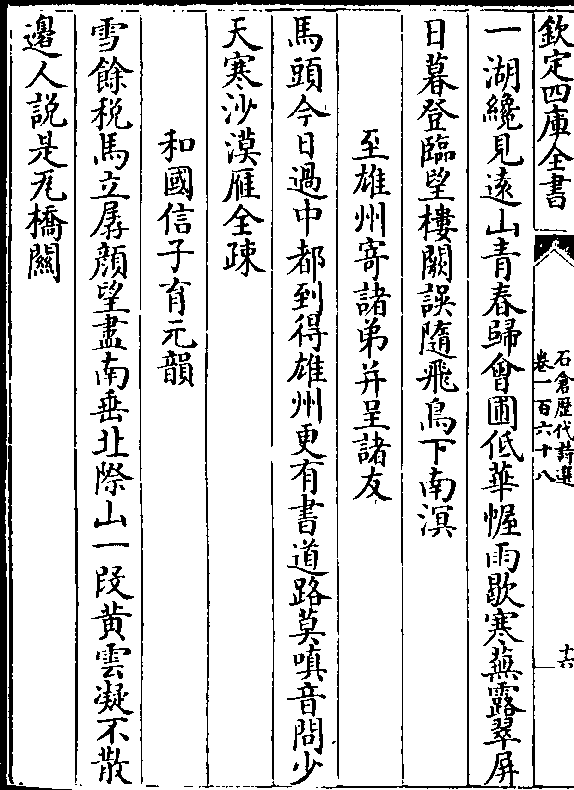 欽定四庫全書
石倉歴代詩選
卷一百六十八
十六
一湖纔見遠山青春歸會圃低華幄雨歇寒蕪露翠屏
日暮登臨望樓闕誤隨飛鳥下南溟
至雄州寄諸弟并呈諸友
馬頭今日過中都到得雄州更有書道路莫嗔音問少
天寒沙漠雁全疎
和國信子育元韻
雪餘税馬立孱顔望盡南垂北際山一段黄雲凝不散
邊人説是瓦橋關